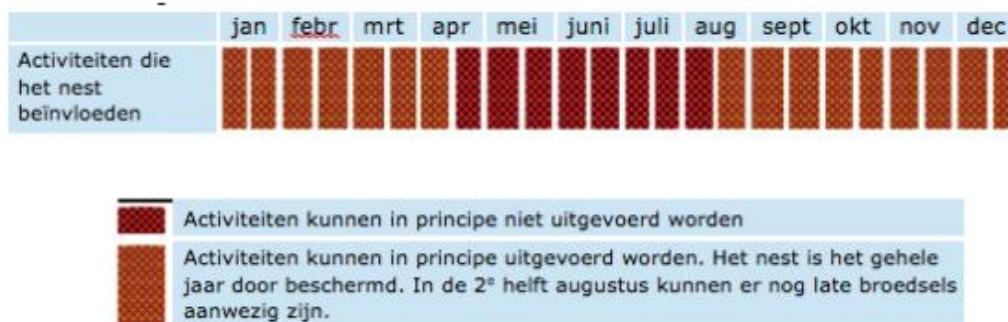 jan febr mrt apr mei juni juli aug sept okt nov dec
Activiteiten die
het nest
beïnvloeden
Activiteiten kunnen in principe niet uitgevoerd worden
Activiteiten kunnen in principe uitgevoerd worden. Het nest is het gehele
jaar door beschermd. In de 2ᵉ helft augustus kunnen er nog late broedsels
aanwezig zijn.